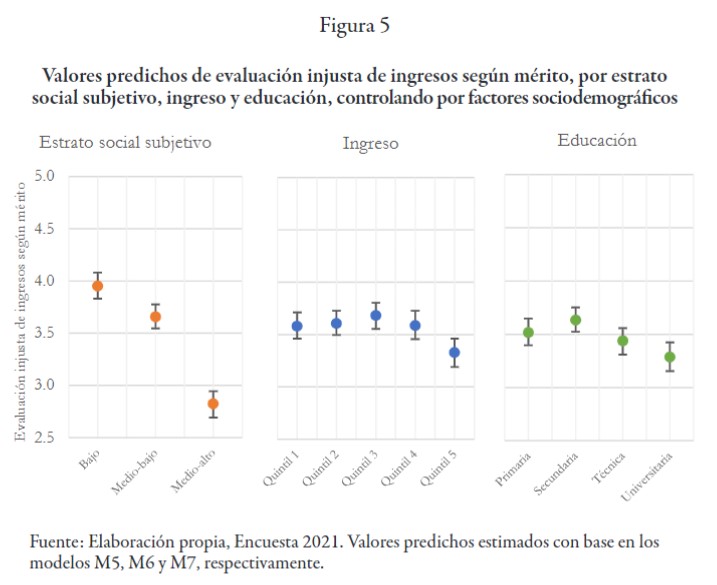 Figura 5
Valores predichos de evaluación injusta de ingresos según mérito, por estrato
social subjetivo, ingreso y educación, controlando por factores sociodemográficos
Estrato social subjetivo
Ingreso
Educación
Evaluación injusta de ingresos según mérito
5.0
4.5
4.0
3.5
3.0
2.5
Bajo
Medio-bajo
Medio-alto
Quintil 1
Quintil 2
Quintil 3
Quintil 4
Quintil 5
Primaria
Secundaria
Técnica
Universitaria
Fuente: Elaboración propia, Encuesta 2021. Valores predichos estimados con base en los
modelos M5, M6 y M7, respectivamente.